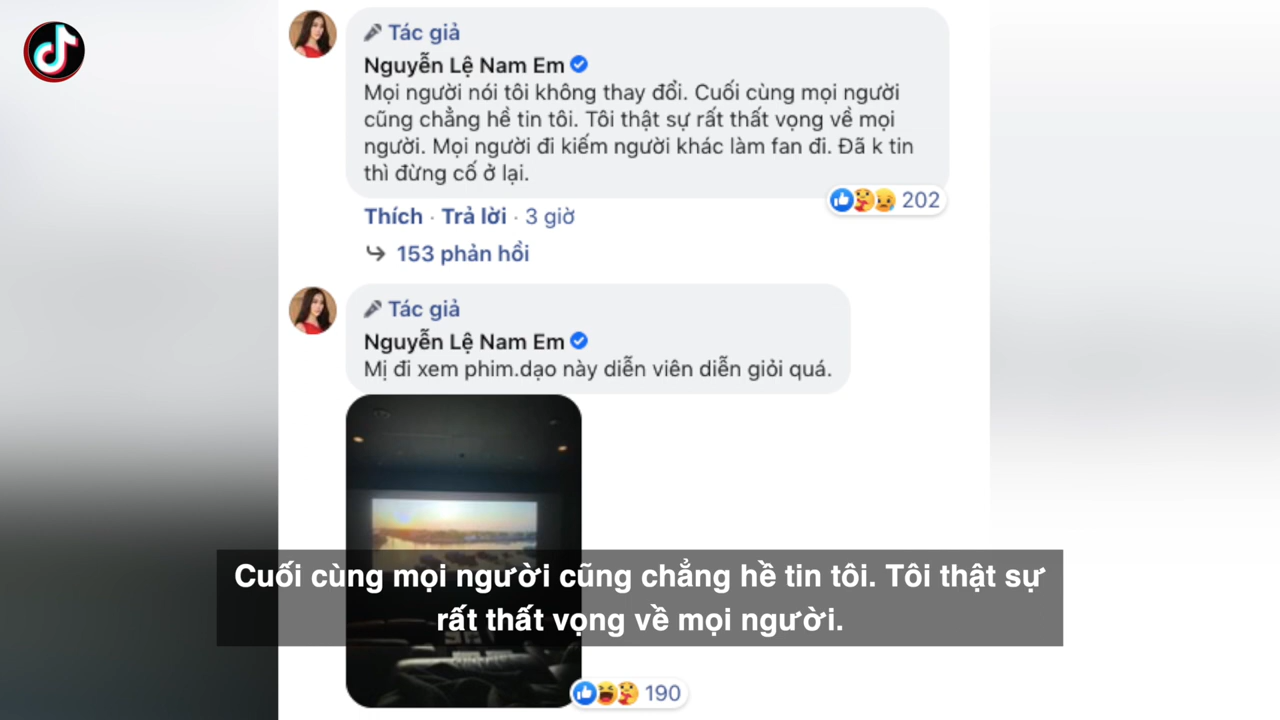 Tác giả
Nguyễn Lệ Nam Em
Mọi người nói tôi không thay đổi. Cuối cùng mọi người
cũng chẳng hề tin tôi. Tôi thật sự rất thất vọng về mọi
người. Mọi người đi kiếm người khác làm fan đi. Đã k tin
thì đừng cố ở lại.
202
Thích · Trả lời · 3 giờ
153 phản hồi
Tác giả
Nguyễn Lệ Nam Em
Mị đi xem phim.dạo này diễn viên diễn giỏi quá.
Cuối cùng mọi người cũng chẳng hề tin tôi. Tôi thật sự
rất thất vọng về mọi người.
190